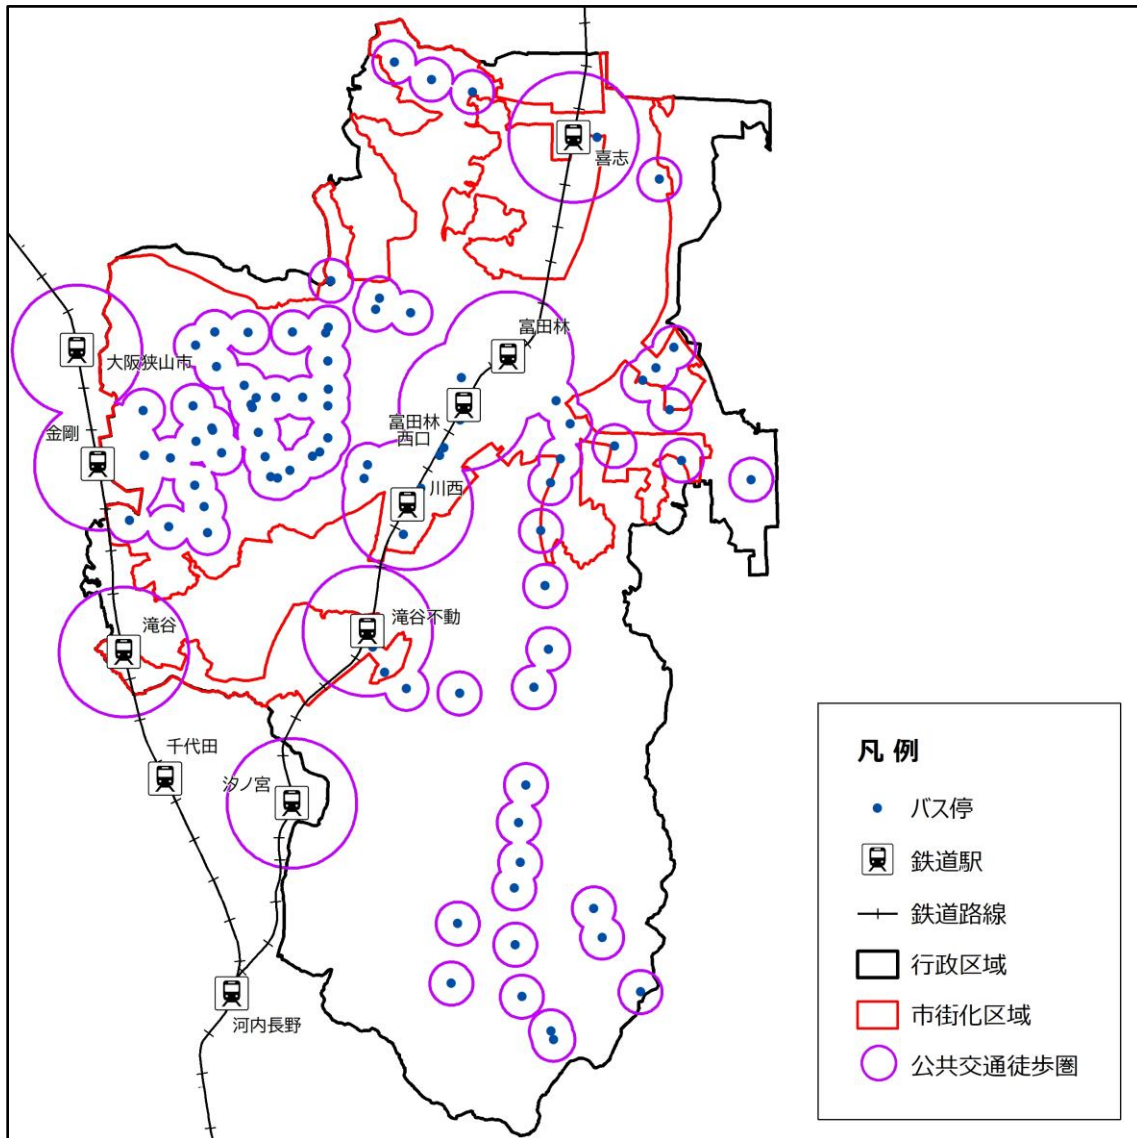 喜志
富田林
大阪狭山市
富田林
西口
金剛
川西
滝谷不動
滝谷
千代田
汐ノ宮
河内長野
凡 例
バス停
鉄道駅
鉄道路線
行政区域
市街化区域
公共交通徒歩圏